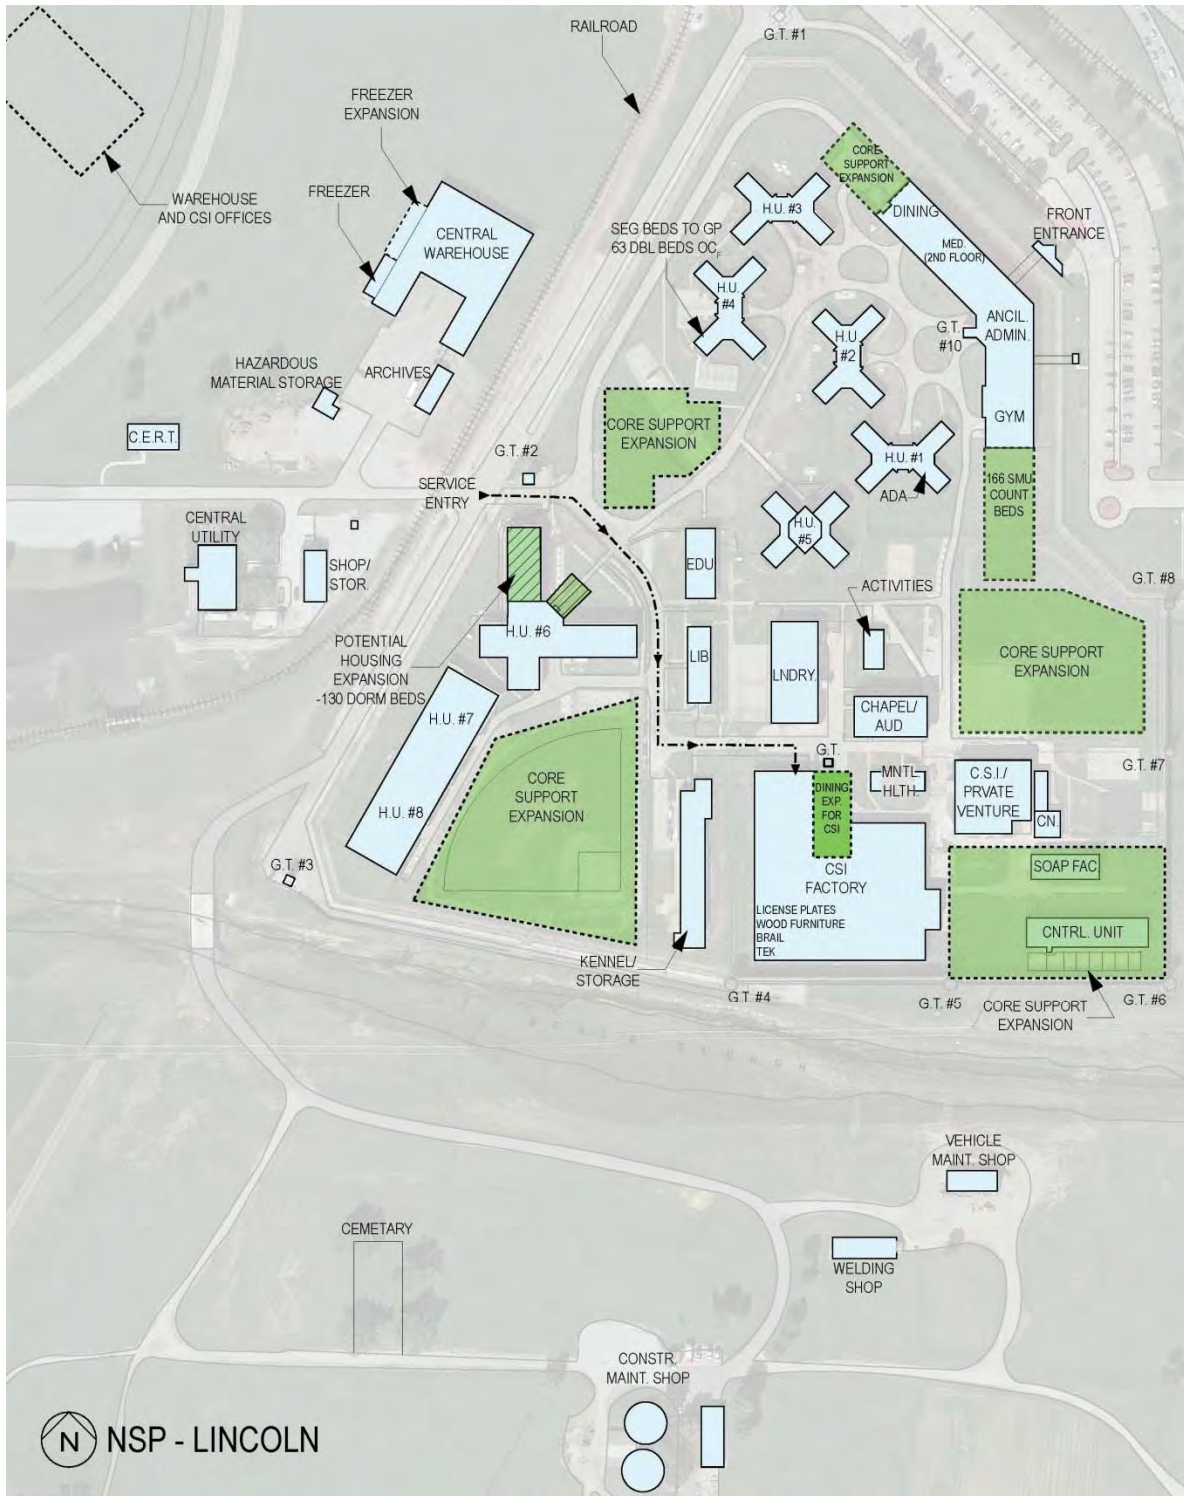 RAILROAD
G.T. #1
FREEZER
EXPANSION
CORE
SUPPORT
EXPANSION
WAREHOUSE
AND CSI OFFICES
FREEZER
CENTRAL
WAREHOUSE
SEG BEDS TO GP
63 DBL BEDS OC
F
H.U. #3
DINING
MED.
(2ND FLOOR)
FRONT
ENTRANCE
H.U.
#4
H.U
#2
G.T.
#10
ANCIL.
ADMIN.
HAZARDOUS
MATERIAL STORAGE
ARCHIVES
GYM
C.E.R.T.
CORE SUPPORT
EXPANSION
G.T. #2
SERVICE
ENTRY
H.U. #1
ADA
166 SMU
COUNT
BEDS
CENTRAL
UTILITY
SHOP/
STOR.
H.U.
#5
EDU
ACTIVITIES
G.T. #8
POTENTIAL
HOUSING
EXPANSION
-130 DORM BEDS
H.U. #6
LIB
LNDRY.
CORE SUPPORT
EXPANSION
H.U. #7
CHAPEL/
AUD
G.T.
G.T. #7
CORE
SUPPORT
EXPANSION
DINING
EXP.
FOR
CSI
MNTL
HLTH.
C.S.I./
PRVATE
VENTURE
CN.
H.U. #8
G.T. #3
CSI
FACTORY
LICENSE PLATES
WOOD FURNITURE
BRAIL
TEK
SOAP FAC
CNTRL. UNIT
KENNEL/
STORAGE
G.T. #4
G.T. #5
CORE SUPPORT
EXPANSION
G.T. #6
VEHICLE
MAINT. SHOP
CEMETARY
WELDING
SHOP
CONSTR.
MAINT. SHOP
N
NSP - LINCOLN